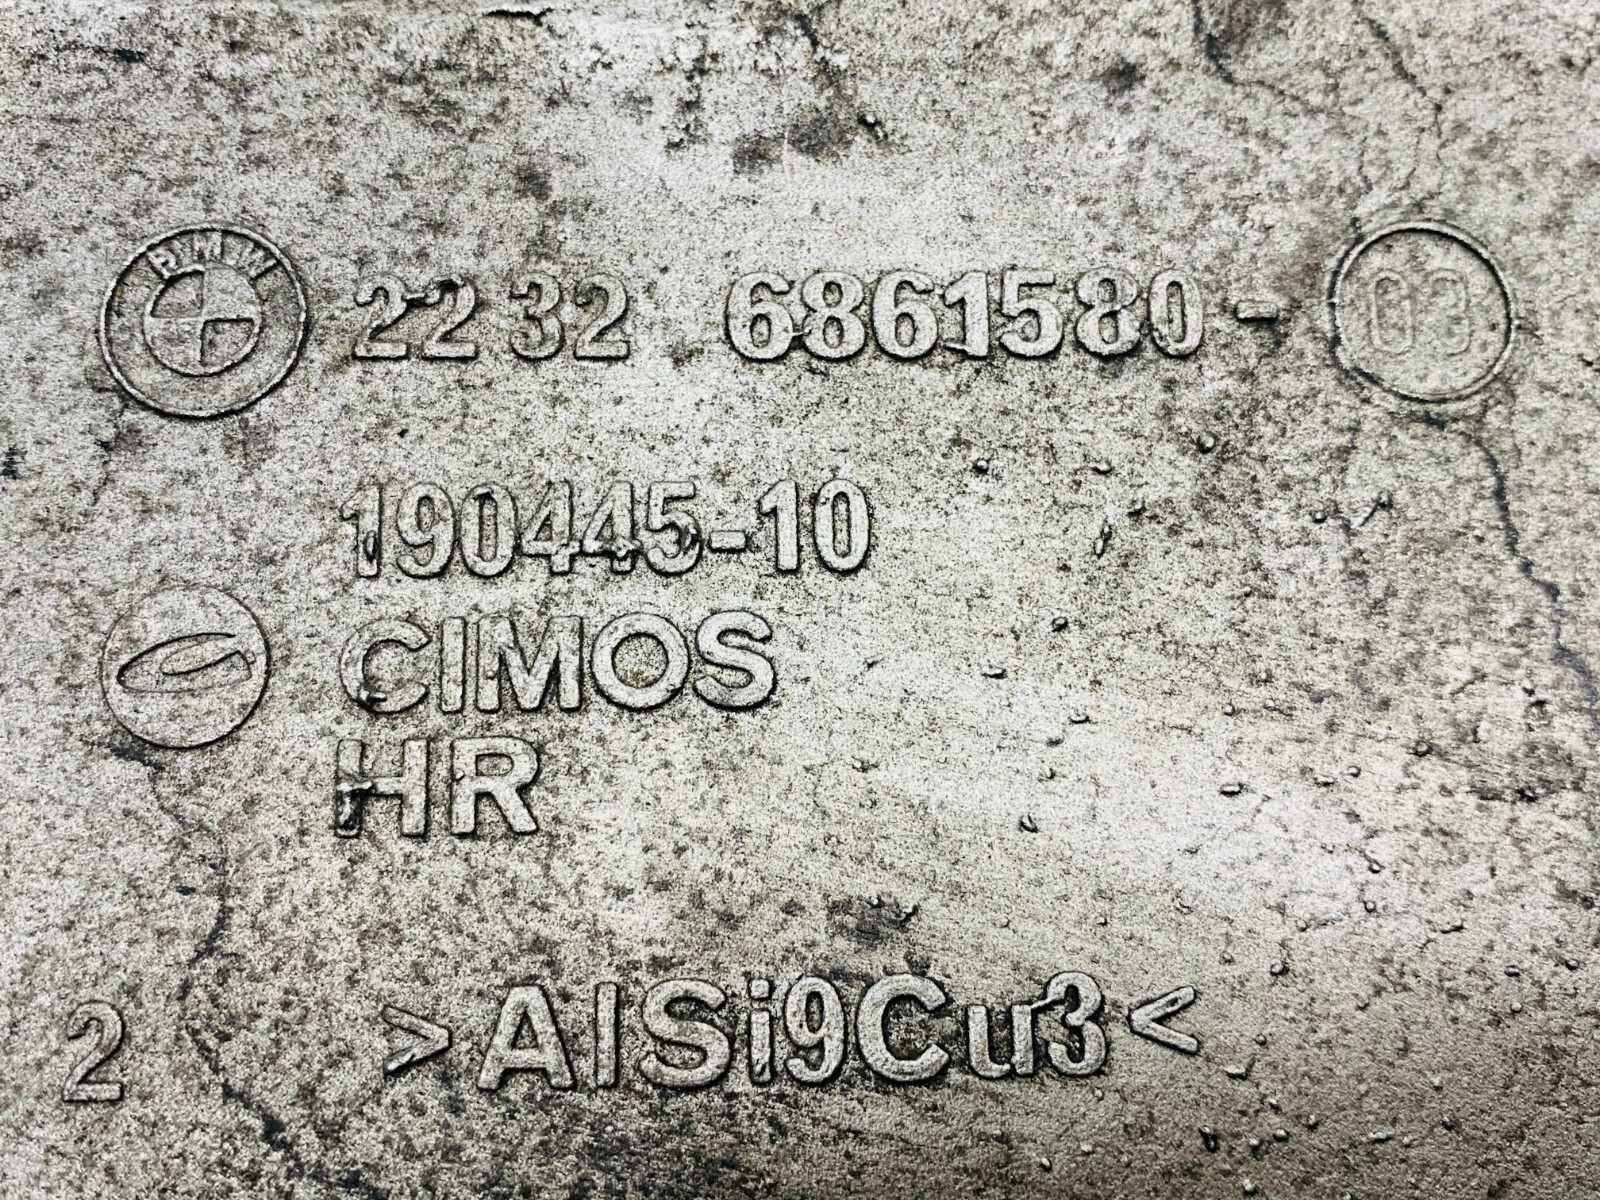 BMW 22 32 6861580 - 03
190445-10
CIMOS
HR
2 >AlSi9Cu3<